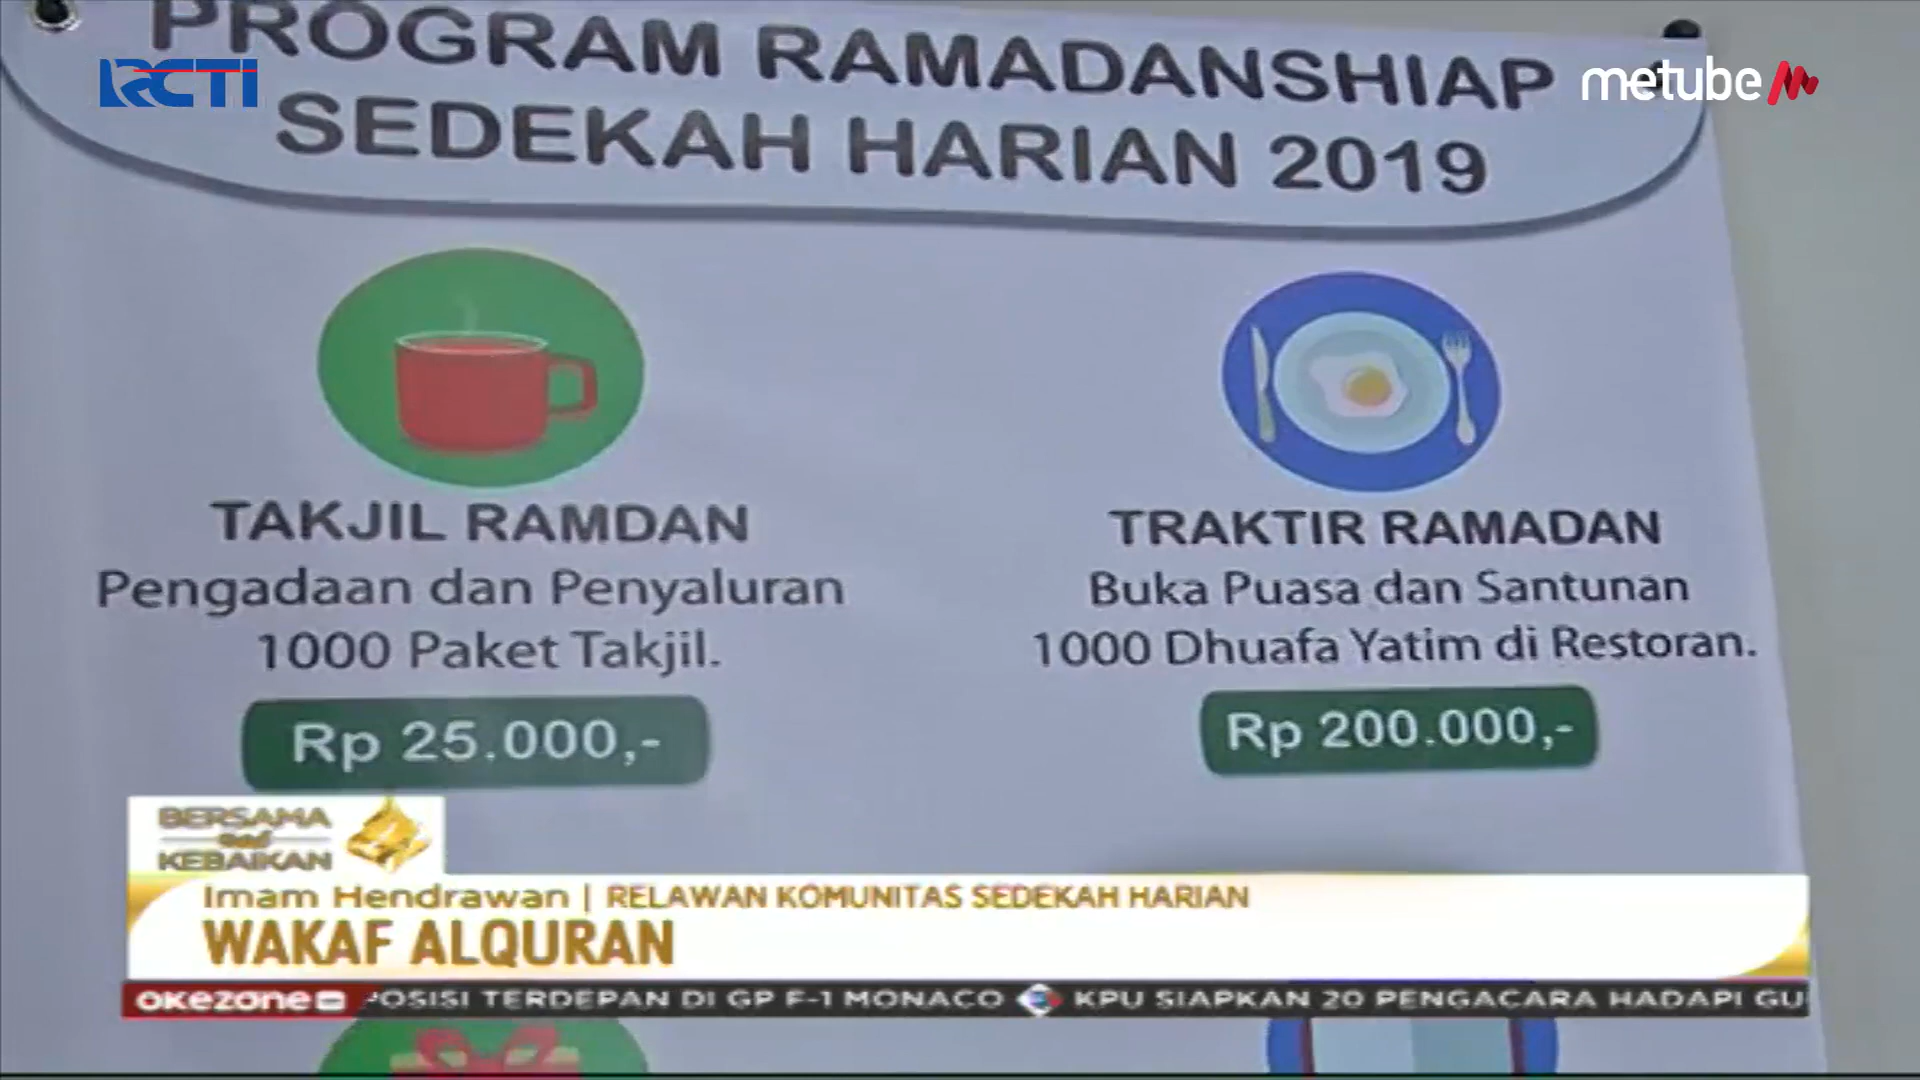 PROGRAM RAMADANSHIAP
RCTI
metube
SEDEKAH HARIAN 2019
TAKJIL RAMDAN
Pengadaan dan Penyaluran
1000 Paket Takjil.
Rp 25.000,-
TRAKTIR RAMADAN
Buka Puasa dan Santunan
1000 Dhuafa Yatim di Restoran.
Rp 200.000,-
BERSAMA
KEBAIKAN
Imam Hendrawan | RELAWAN KOMUNITAS SEDEKAH HARIAN
WAKAF ALQURAN
okezone POSISI TERDEPAN DI GP F-1 MONACO KPU SIAPKAN 20 PENGACARA HADAPI GU